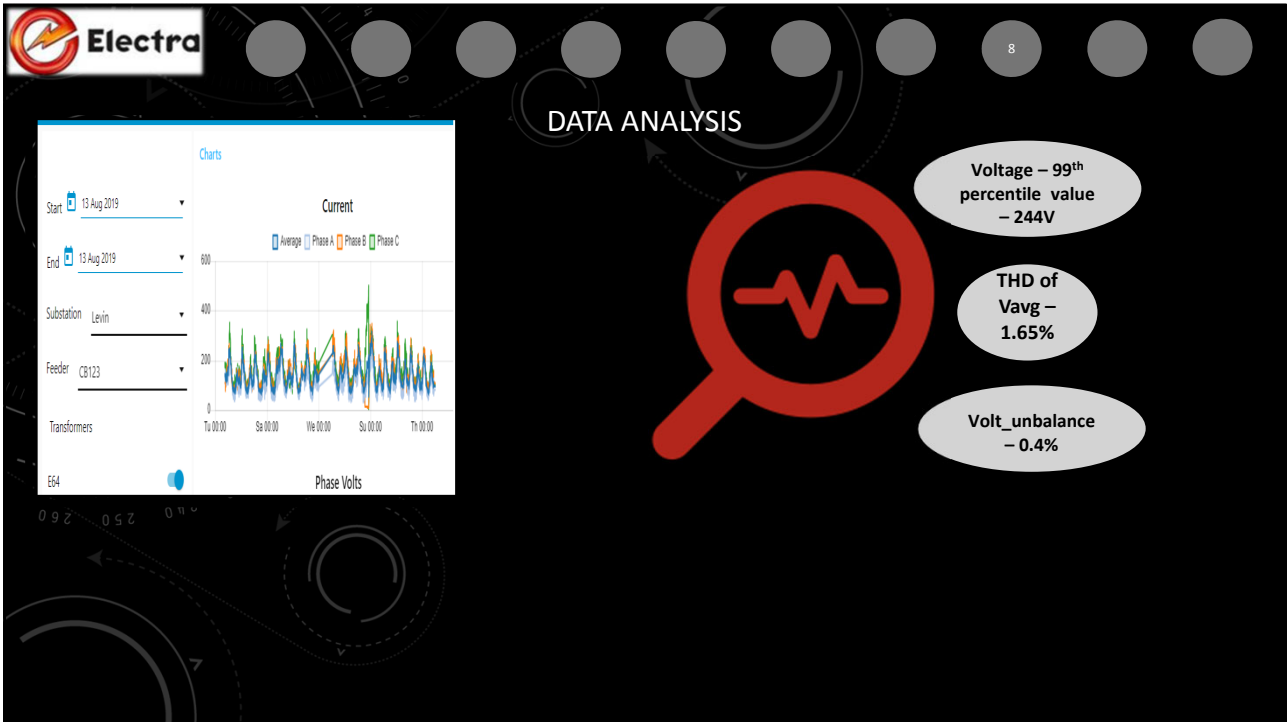 Electra
8
DATA ANALYSIS
Charts
Start 13 Aug 2019
End 13 Aug 2019
Substation Levin
Feeder CB123
Transformers
E64
Current
Average Phase A Phase B Phase C
600
400
200
0
Tu 00:00 Sa 00:00 We 00:00 Su 00:00 Th 00:00
Phase Volts
Voltage – 99th
percentile value
– 244V
THD of
Vavg –
1.65%
Volt_unbalance
– 0.4%
260 250 240